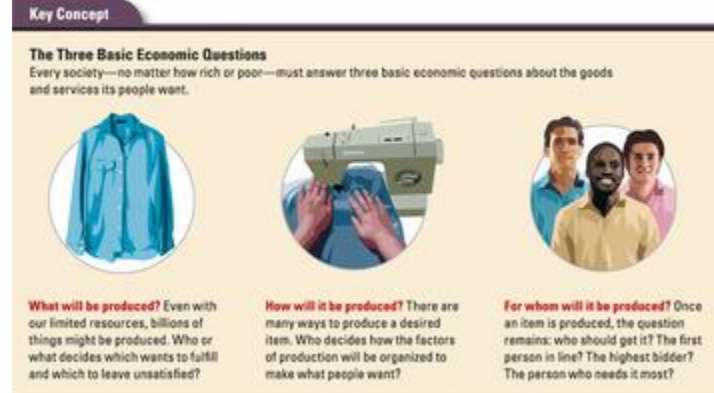 Key Concept
The Three Basic Economic Questions
Every society—no matter how rich or poor—must answer three basic economic questions about the goods
and services its people want.
What will be produced? Even with
our limited resources, billions of
things might be produced. Who or
what decides which wants to fulfill
and which to leave unsatisfied?
How will it be produced? There are
many ways to produce a desired
item. Who decides how the factors
of production will be organized to
make what people want?
For whom will it be produced? Once
an item is produced, the question
remains: who should get it? The first
person in line? The highest bidder?
The person who needs it most?